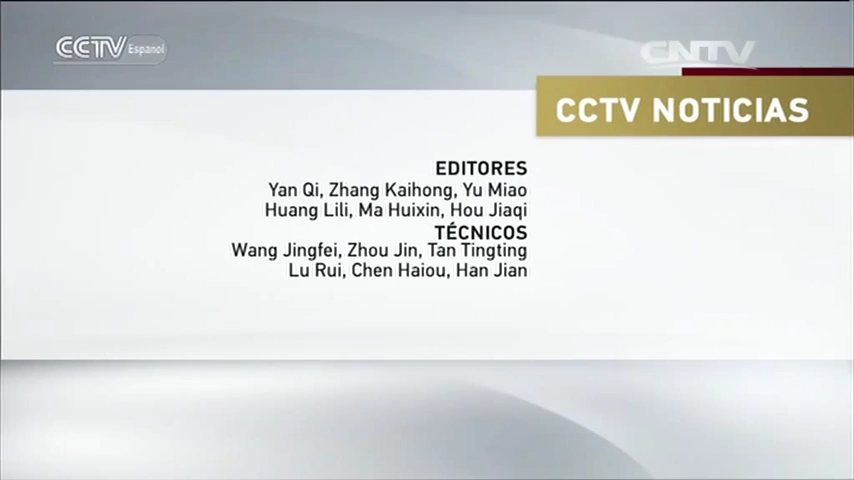 CCTV Español
CNTV
CCTV NOTICIAS
EDITORES
Yan Qi, Zhang Kaihong, Yu Miao
Huang Lili, Ma Huixin, Hou Jiaqi
TÉCNICOS
Wang Jingfei, Zhou Jin, Tan Tingting
Lu Rui, Chen Haiou, Han Jian